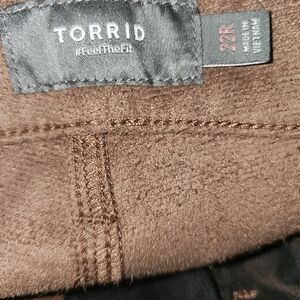 TORRID
#FeelTheFit
22R
MADE IN
VIETNAM